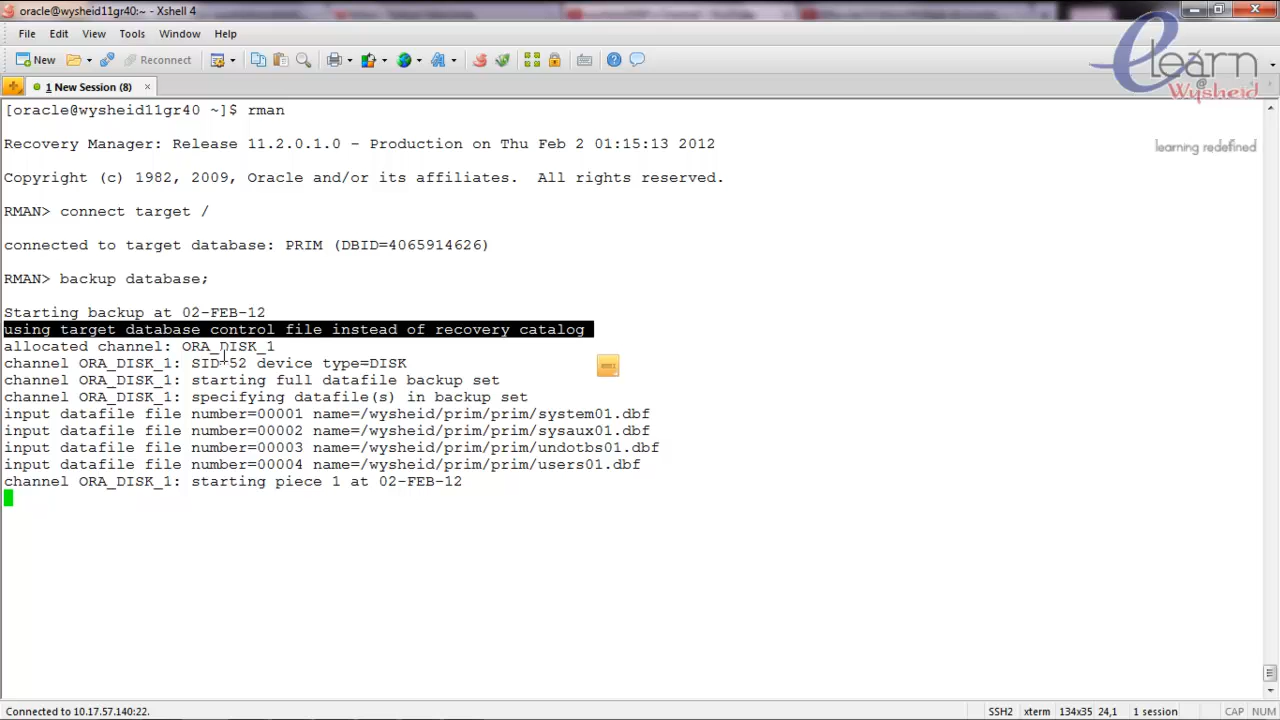 oracle@wysheid11gr40:~ - Xshell 4
File Edit View Tools Window Help
New Reconnect
1 New Session (8)
elearn
@
Wysheid
learning redefined
[oracle@wysheid11gr40 ~]$ rman
Recovery Manager: Release 11.2.0.1.0 - Production on Thu Feb 2 01:15:13 2012
Copyright (c) 1982, 2009, Oracle and/or its affiliates.  All rights reserved.
RMAN> connect target /
connected to target database: PRIM (DBID=4065914626)
RMAN> backup database;
Starting backup at 02-FEB-12
using target database control file instead of recovery catalog
allocated channel: ORA_DISK_1
channel ORA_DISK_1: SID=52 device type=DISK
channel ORA_DISK_1: starting full datafile backup set
channel ORA_DISK_1: specifying datafile(s) in backup set
input datafile file number=00001 name=/wysheid/prim/prim/system01.dbf
input datafile file number=00002 name=/wysheid/prim/prim/sysaux01.dbf
input datafile file number=00003 name=/wysheid/prim/prim/undotbs01.dbf
input datafile file number=00004 name=/wysheid/prim/prim/users01.dbf
channel ORA_DISK_1: starting piece 1 at 02-FEB-12
Connected to 10.17.57.140:22. SSH2 xterm 134x35 24,1 1 session CAP NUM